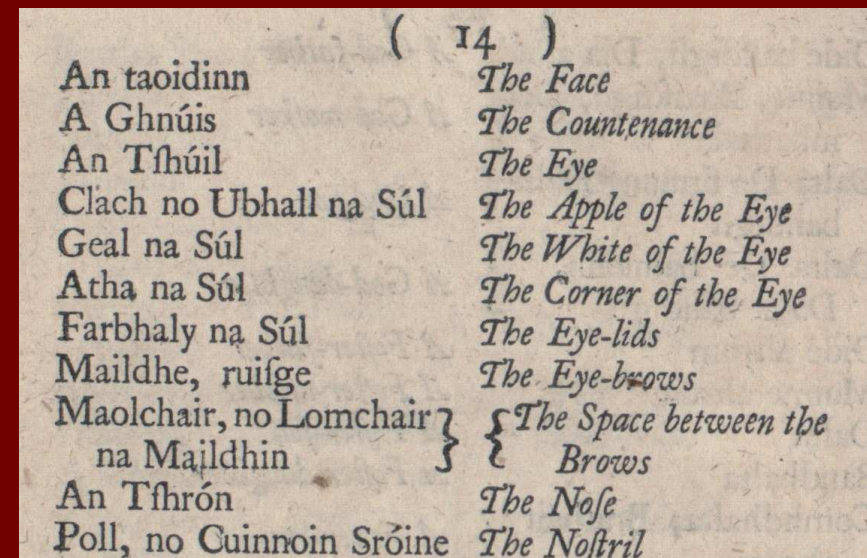 ( 14 )
An taoidinn The Face
A Ghnúis The Countenance
An Tſhúil The Eye
Clach no Ubhall na Súl The Apple of the Eye
Geal na Súl The White of the Eye
Atha na Súl The Corner of the Eye
Farbhaly na Súl The Eye-lids
Maildhe, ruiſge The Eye-brows
Maolchair, no Lomchair } { The Space between the
na Maildhin Brows
An Tſhrón The Noſe
Poll, no Cuinnoin Sróine The Noſtril